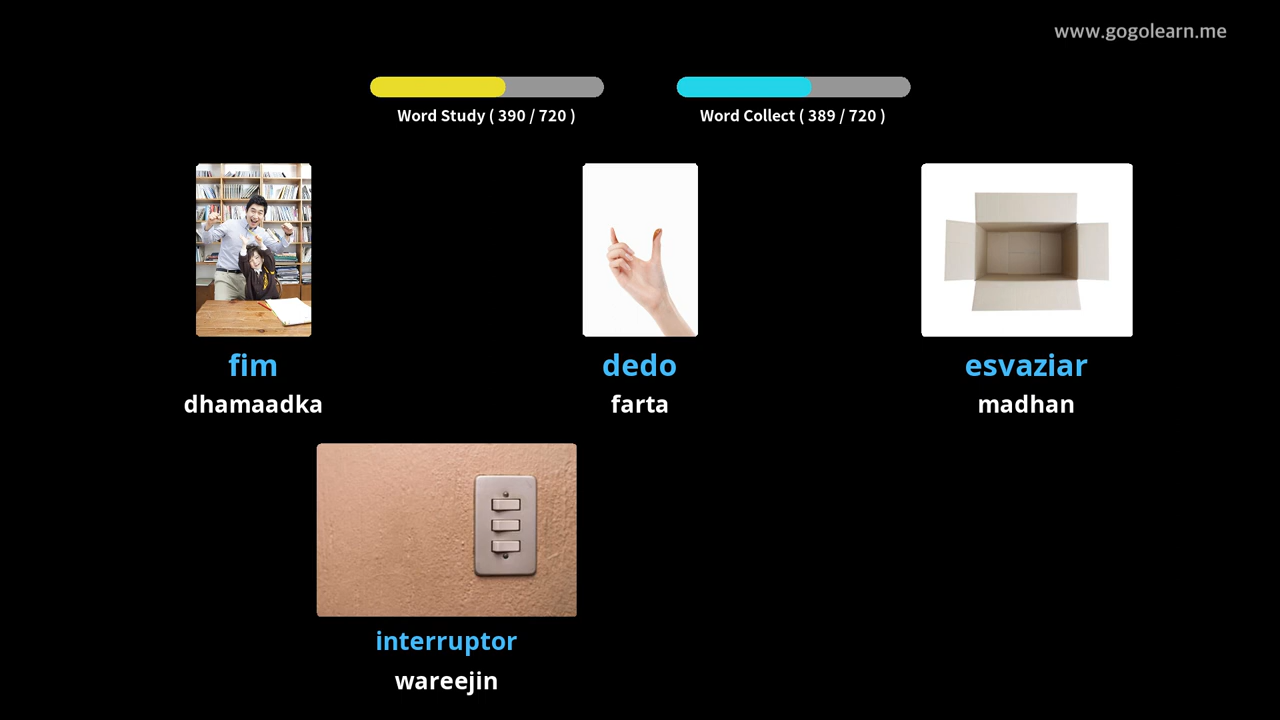 www.gogolearn.me
Word Study ( 390 / 720 )
Word Collect ( 389 / 720 )
fim
dhamaadka
dedo
farta
esvaziar
madhan
interruptor
wareejin